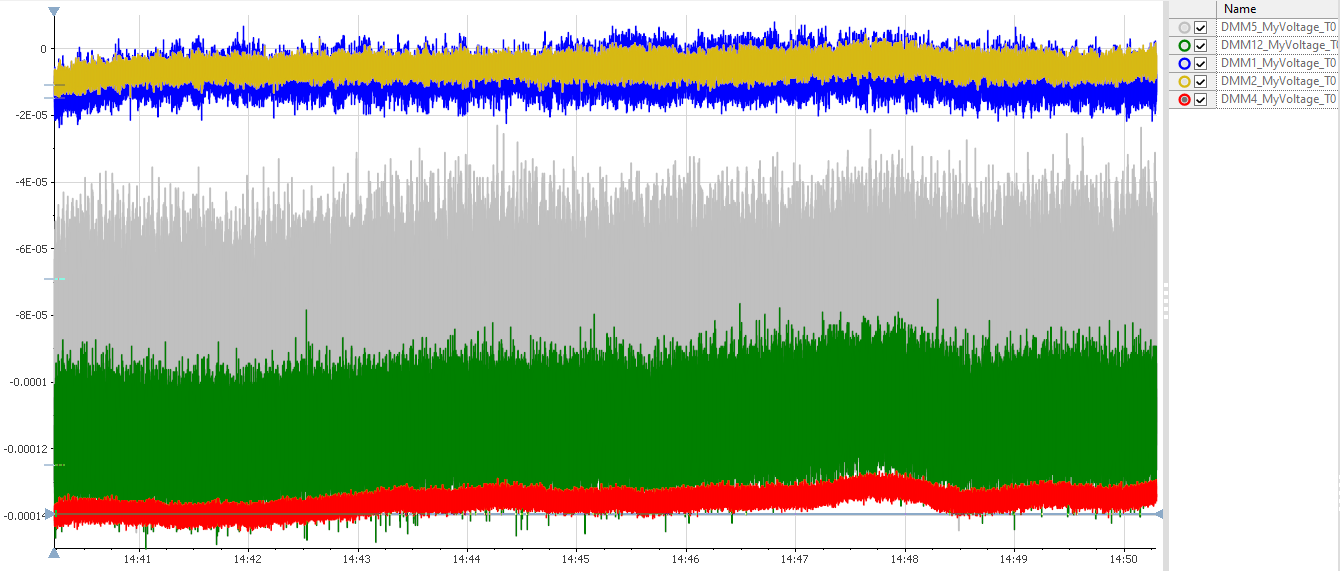 Name
DMM5_MyVoltage_T0
DMM12_MyVoltage_T0
DMM1_MyVoltage_T0
DMM2_MyVoltage_T0
DMM4_MyVoltage_T0
0
-2E-05
-4E-05
-6E-05
-8E-05
-0.0001
-0.00012
-0.00014
14:41 14:42 14:43 14:44 14:45 14:46 14:47 14:48 14:49 14:50